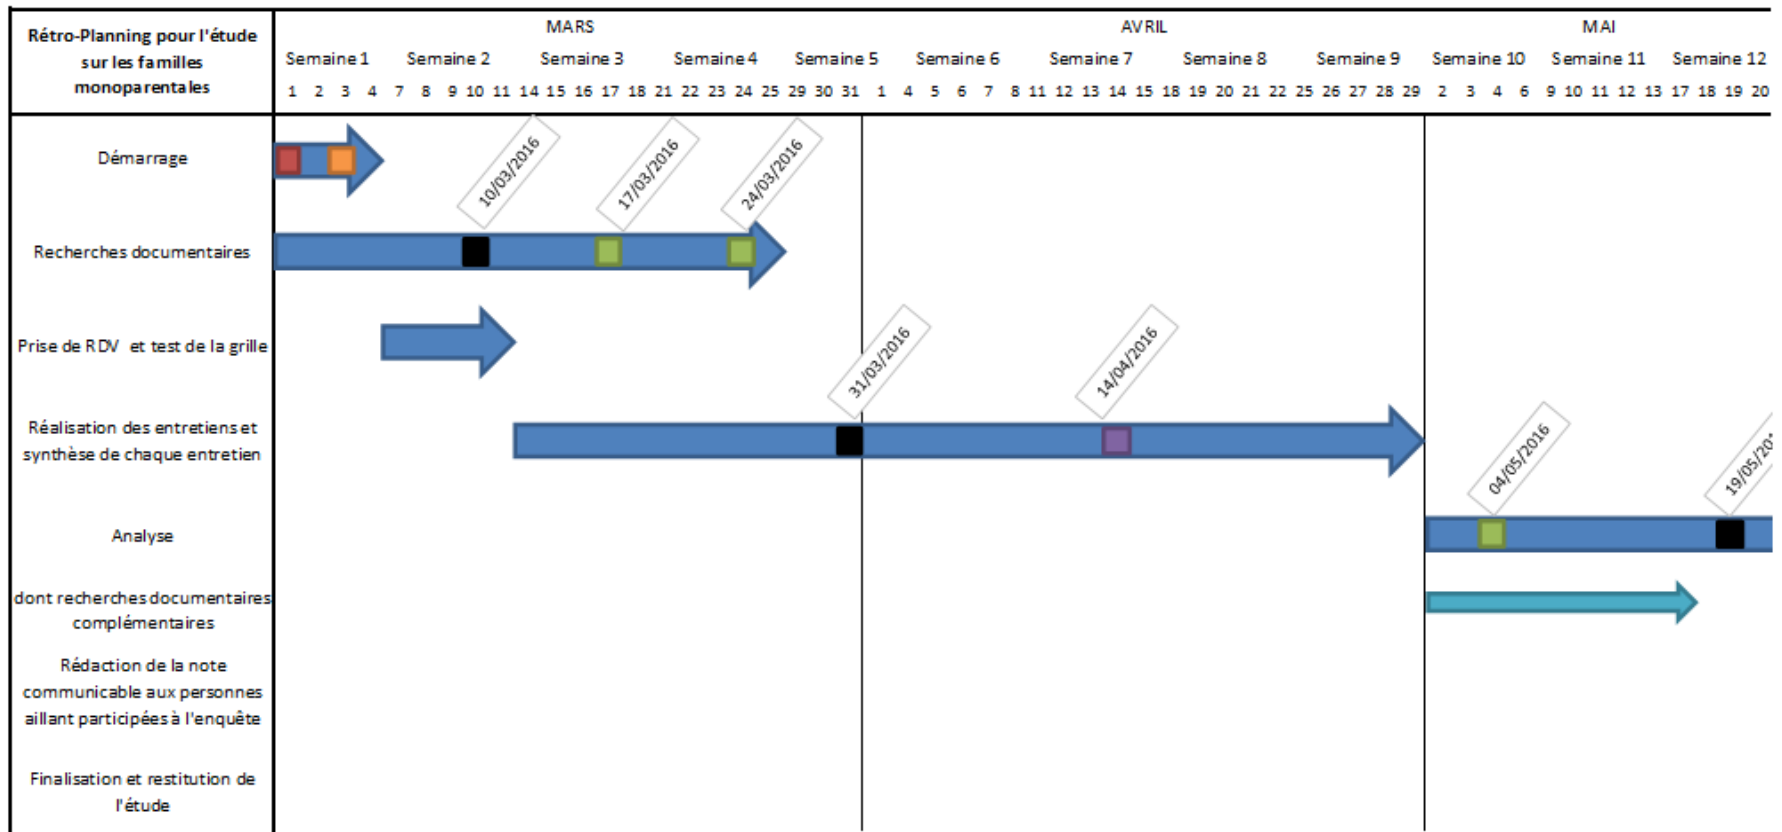 Rétro-Planning pour l'étude
sur les familles
monoparentales
MARS AVRIL MAI
Semaine 1 Semaine 2 Semaine 3 Semaine 4 Semaine 5 Semaine 6 Semaine 7 Semaine 8 Semaine 9 Semaine 10 Semaine 11 Semaine 12
1 2 3 4 7 8 9 10 11 14 15 16 17 18 21 22 23 24 25 29 30 31 1 4 5 6 7 8 11 12 13 14 15 18 19 20 21 22 25 26 27 28 29 2 3 4 6 9 10 11 12 13 17 18 19 20
Démarrage
10/03/2016
17/03/2016
24/03/2016
Recherches documentaires
Prise de RDV et test de la grille
31/03/2016
14/04/2016
Réalisation des entretiens et
synthèse de chaque entretien
04/05/2016
19/05/201
Analyse
dont recherches documentaires
complémentaires
Rédaction de la note
communicable aux personnes
aillant participées à l'enquête
Finalisation et restitution de
l'étude